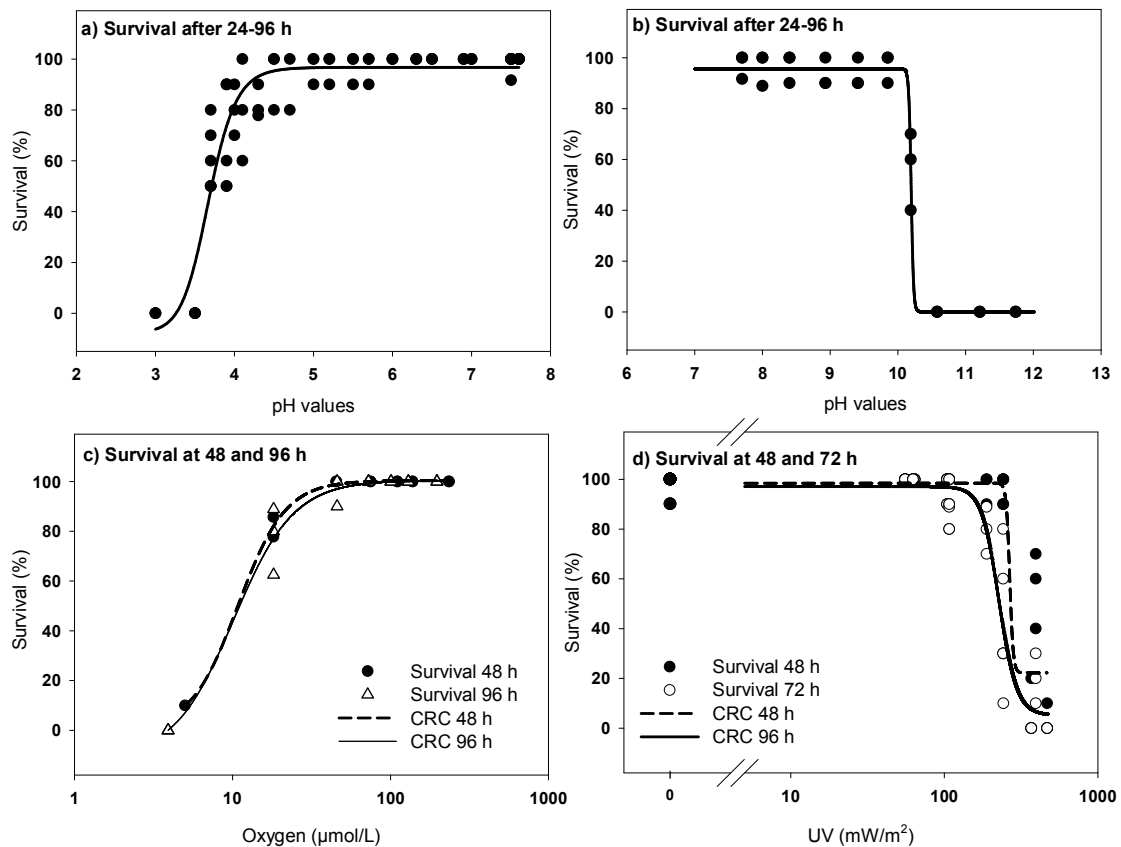 a) Survival after 24-96 h
Survival (%)
100
80
60
40
20
0
2 3 4 5 6 7 8
pH values
b) Survival after 24-96 h
Survival (%)
100
80
60
40
20
0
6 7 8 9 10 11 12 13
pH values
c) Survival at 48 and 96 h
Survival (%)
100
80
60
40
20
0
Survival 48 h
Survival 96 h
CRC 48 h
CRC 96 h
1 10 100 1000
Oxygen (µmol/L)
d) Survival at 48 and 72 h
Survival (%)
100
80
60
40
20
0
Survival 48 h
Survival 72 h
CRC 48 h
CRC 96 h
0 10 100 1000
UV (mW/m²)